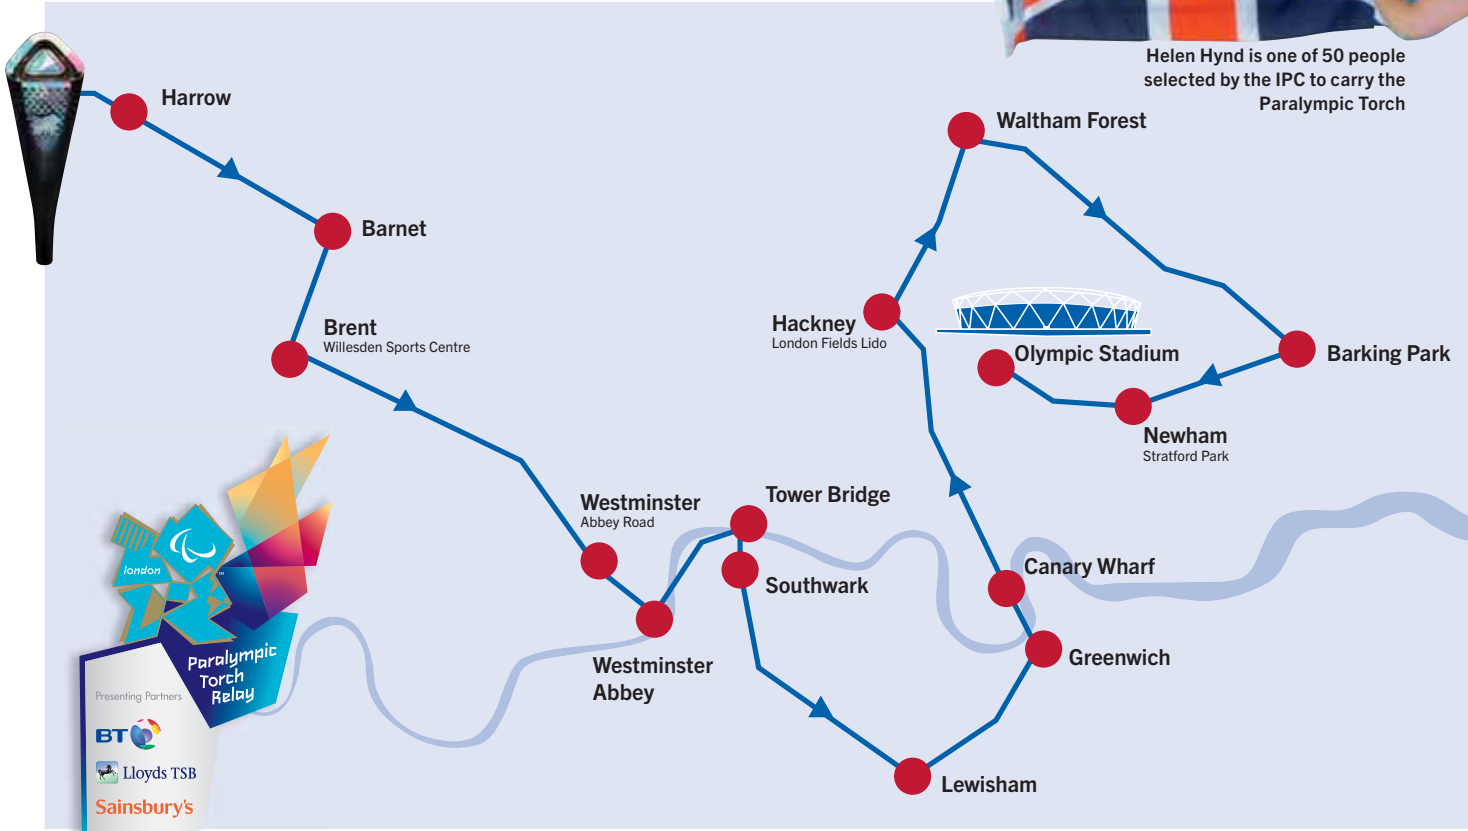 Helen Hynd is one of 50 people
selected by the IPC to carry the
Paralympic Torch
Harrow
Barnet
Brent
Willesden Sports Centre
Westminster
Abbey Road
Westminster
Abbey
Tower Bridge
Southwark
Lewisham
Greenwich
Canary Wharf
Hackney
London Fields Lido
Waltham Forest
Barking Park
Newham
Stratford Park
Olympic Stadium
london
TM
Paralympic
Torch
Relay
Presenting Partners
BT
Lloyds TSB
Sainsbury's